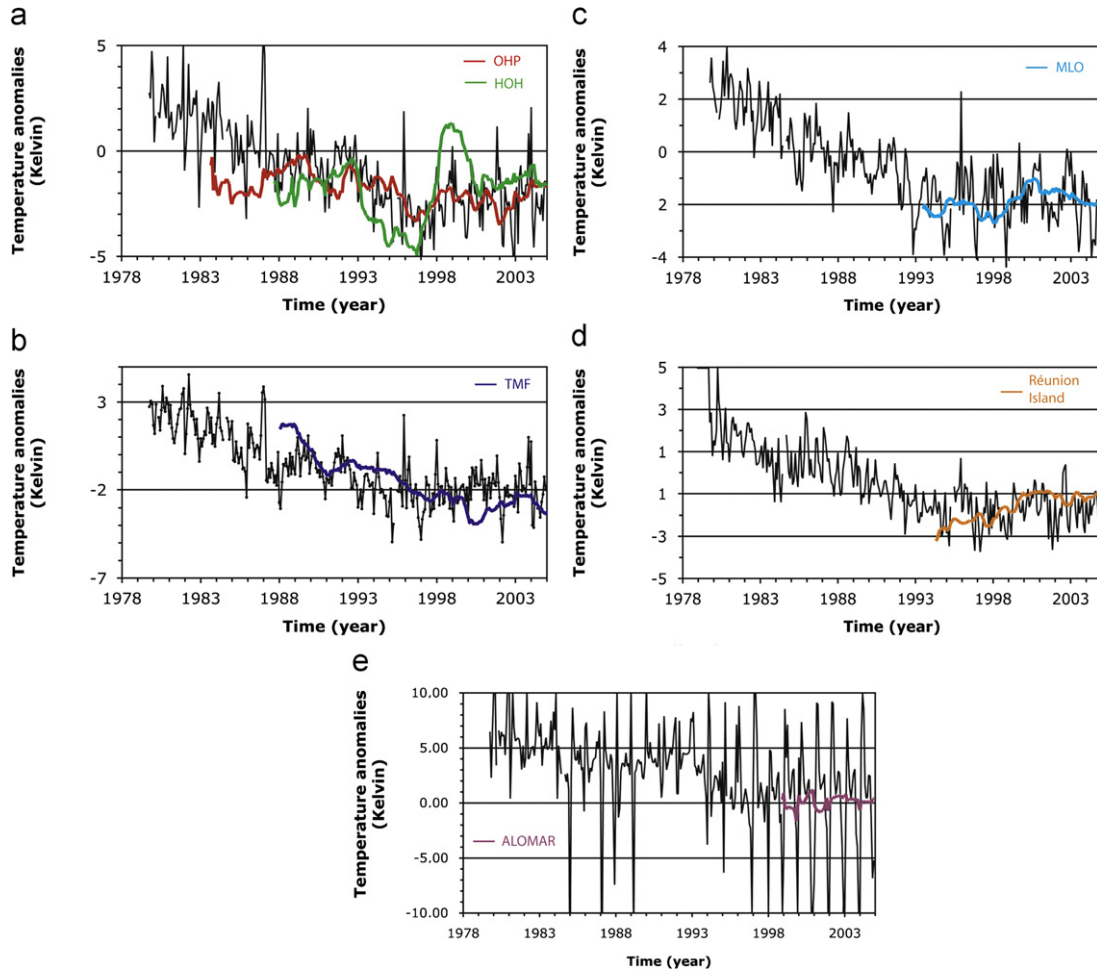 a
Temperature anomalies
(Kelvin)
5
0
-5
OHP
HOH
1978 1983 1988 1993 1998 2003
Time (year)
b
Temperature anomalies
(Kelvin)
3
-2
-7
TMF
1978 1983 1988 1993 1998 2003
Time (year)
c
Temperature anomalies
(Kelvin)
4
2
0
2
-4
MLO
1978 1983 1988 1993 1998 2003
Time (year)
d
Temperature anomalies
(Kelvin)
5
3
1
1
-3
-5
Réunion
Island
1978 1983 1988 1993 1998 2003
Time (year)
e
Temperature anomalies
(Kelvin)
10.00
5.00
0.00
-5.00
-10.00
ALOMAR
1978 1983 1988 1993 1998 2003
Time (year)